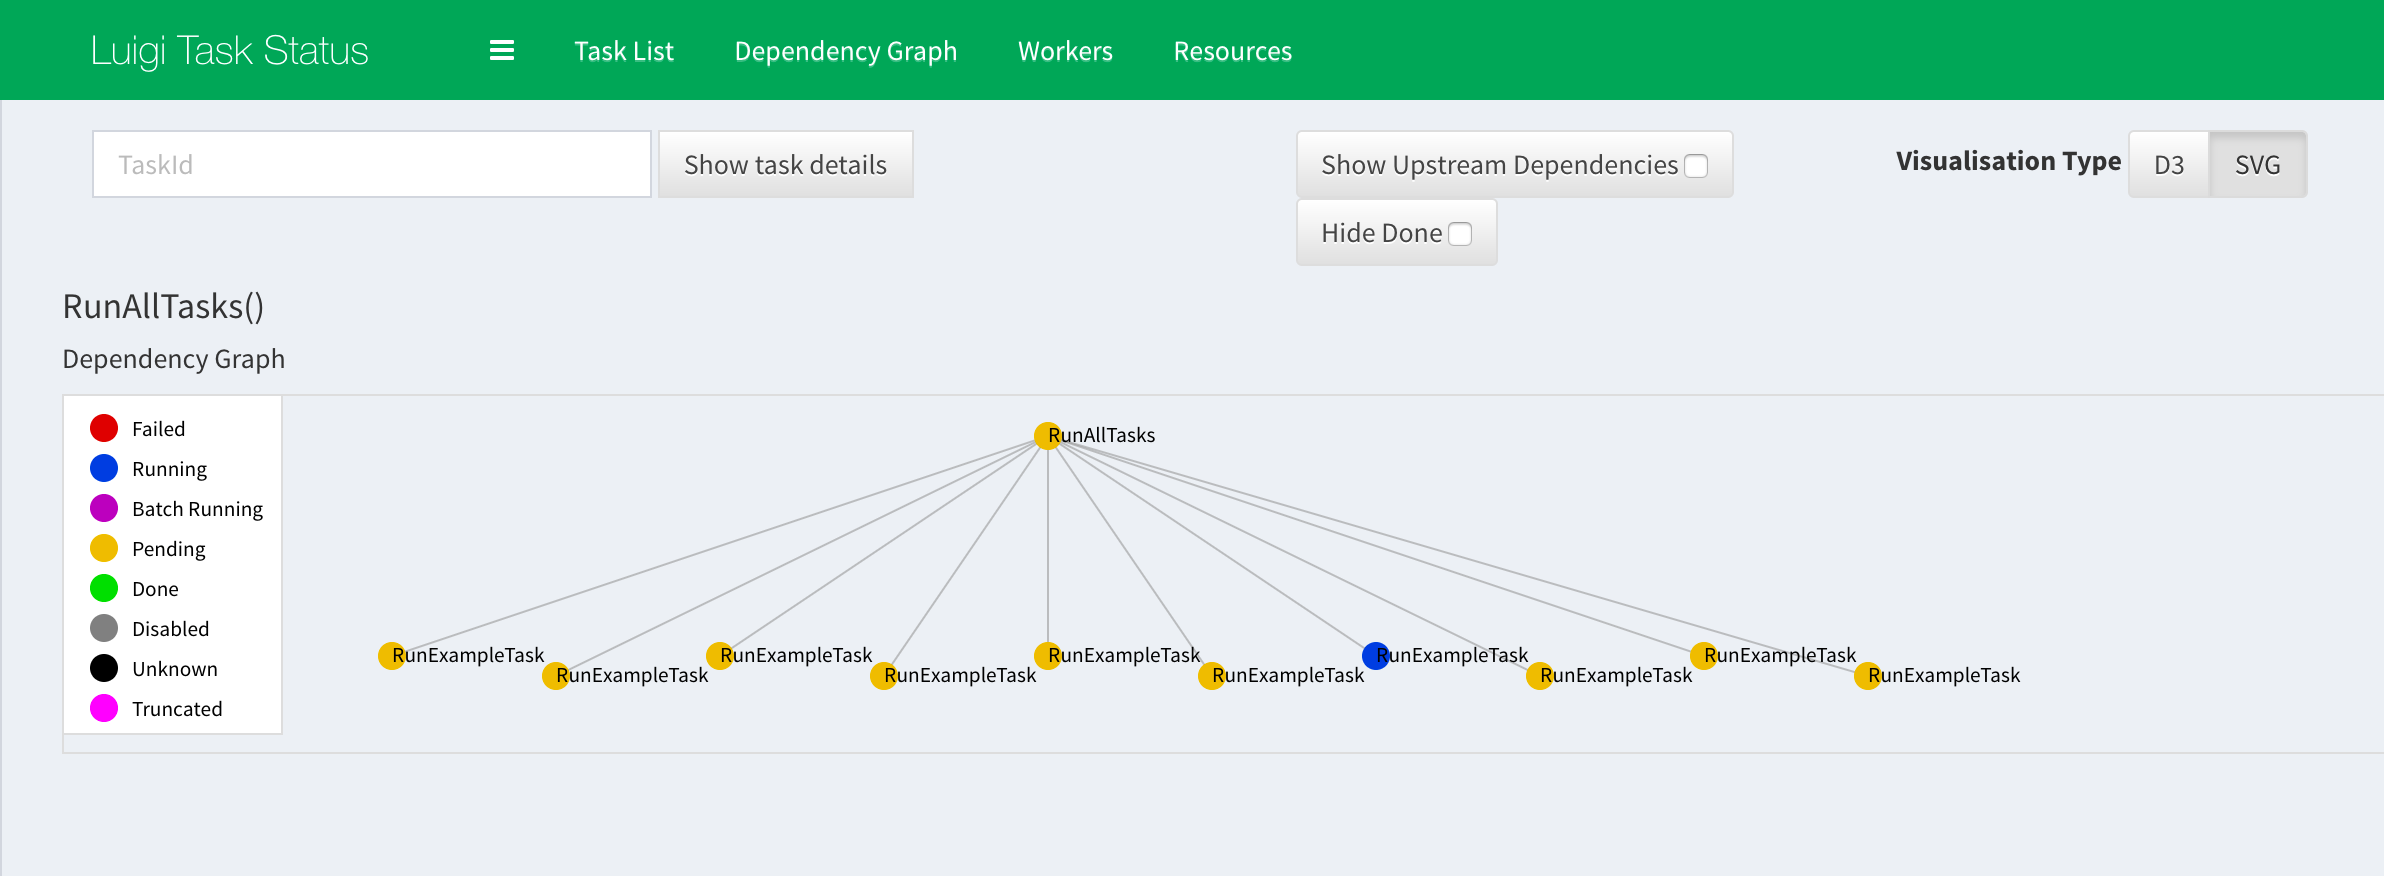 Luigi Task Status
Task List
Dependency Graph
Workers
Resources
TaskId
Show task details
Show Upstream Dependencies
Visualisation Type
D3
SVG
Hide Done
RunAllTasks()
Dependency Graph
Failed
Running
Batch Running
Pending
Done
Disabled
Unknown
Truncated
RunAllTasks
RunExampleTask
RunExampleTask
RunExampleTask
RunExampleTask
RunExampleTask
RunExampleTask
RunExampleTask
RunExampleTask
RunExampleTask
RunExampleTask